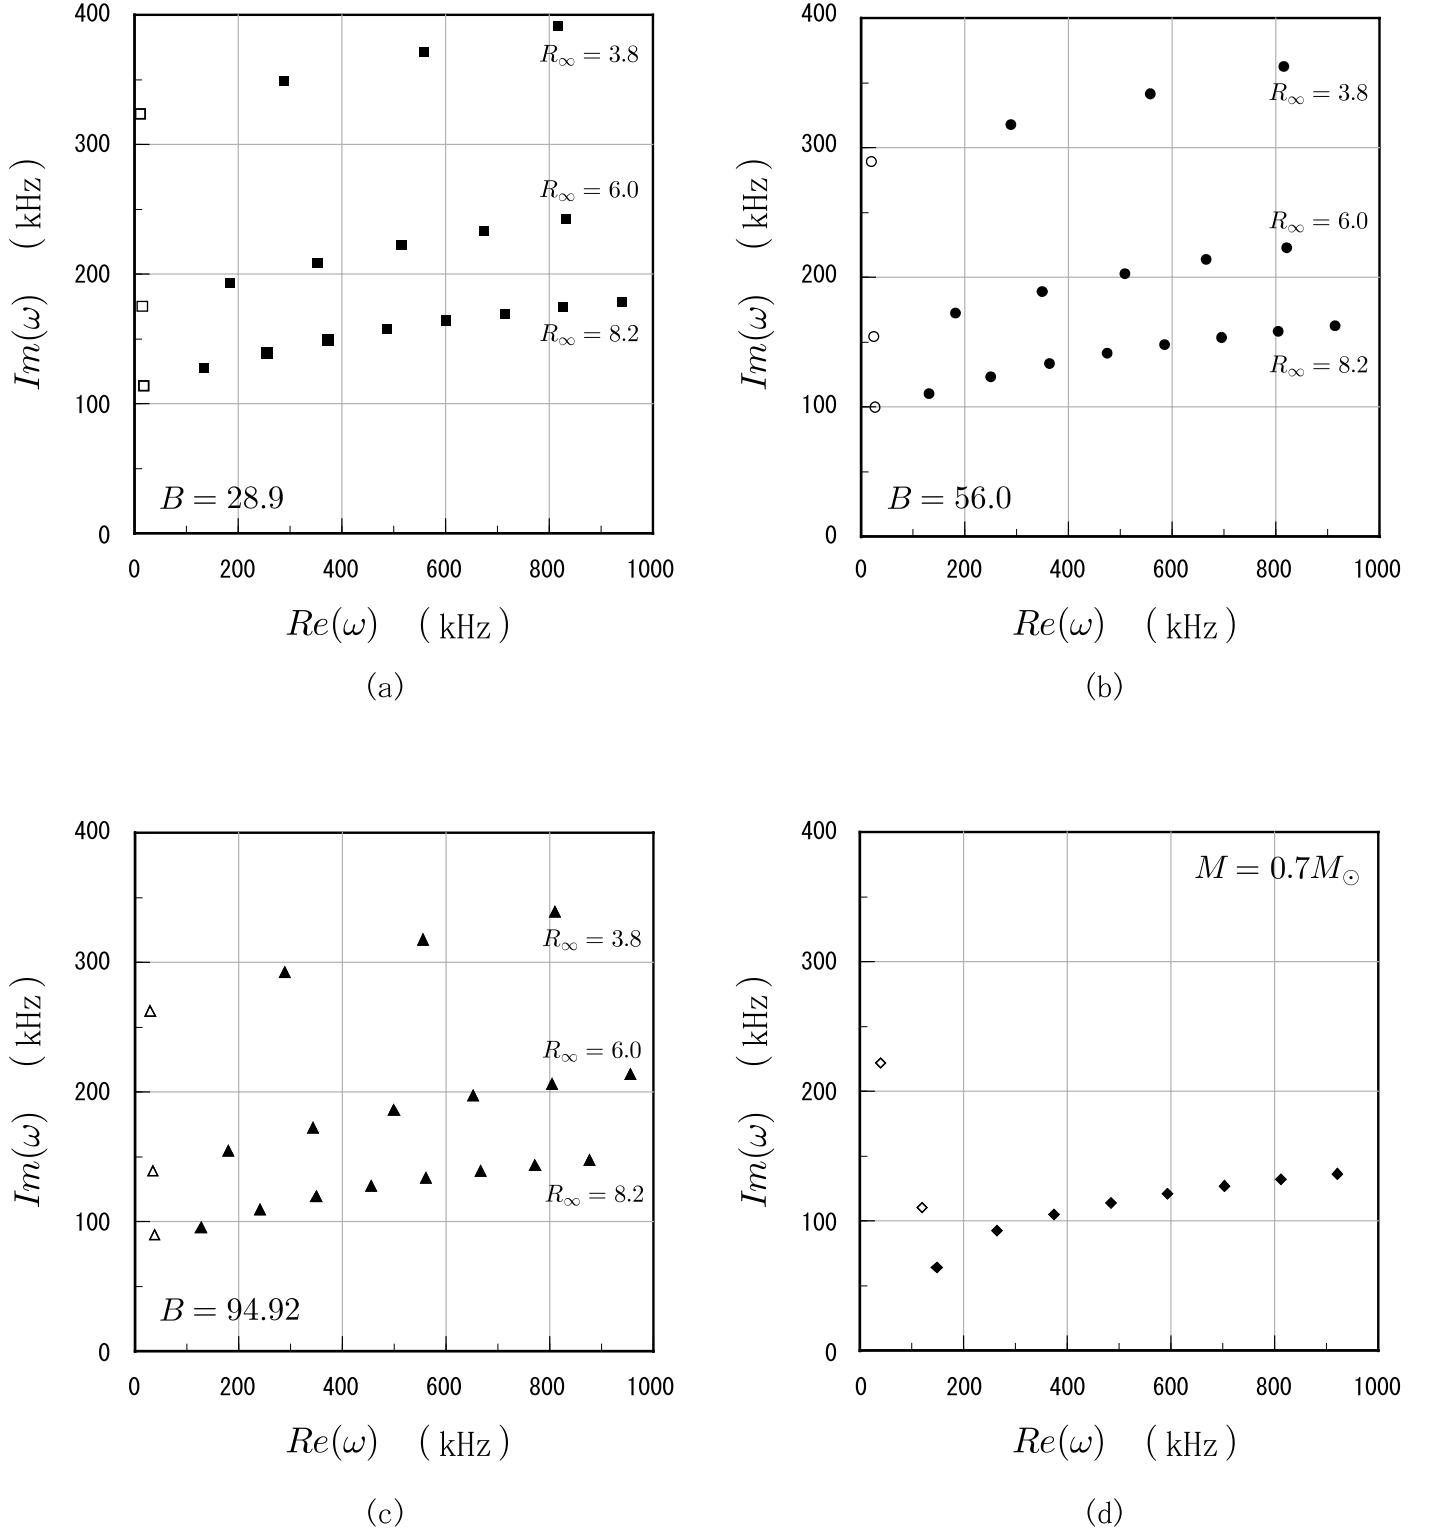 400
300
200
100
0
Im(ω) (kHz)
R∞ = 3.8
R∞ = 6.0
R∞ = 8.2
B = 28.9
0 200 400 600 800 1000
Re(ω) (kHz)
(a)
400
300
200
100
0
Im(ω) (kHz)
R∞ = 3.8
R∞ = 6.0
R∞ = 8.2
B = 56.0
0 200 400 600 800 1000
Re(ω) (kHz)
(b)
400
300
200
100
0
Im(ω) (kHz)
R∞ = 3.8
R∞ = 6.0
R∞ = 8.2
B = 94.92
0 200 400 600 800 1000
Re(ω) (kHz)
(c)
400
300
200
100
0
Im(ω) (kHz)
M = 0.7M⊙
0 200 400 600 800 1000
Re(ω) (kHz)
(d)